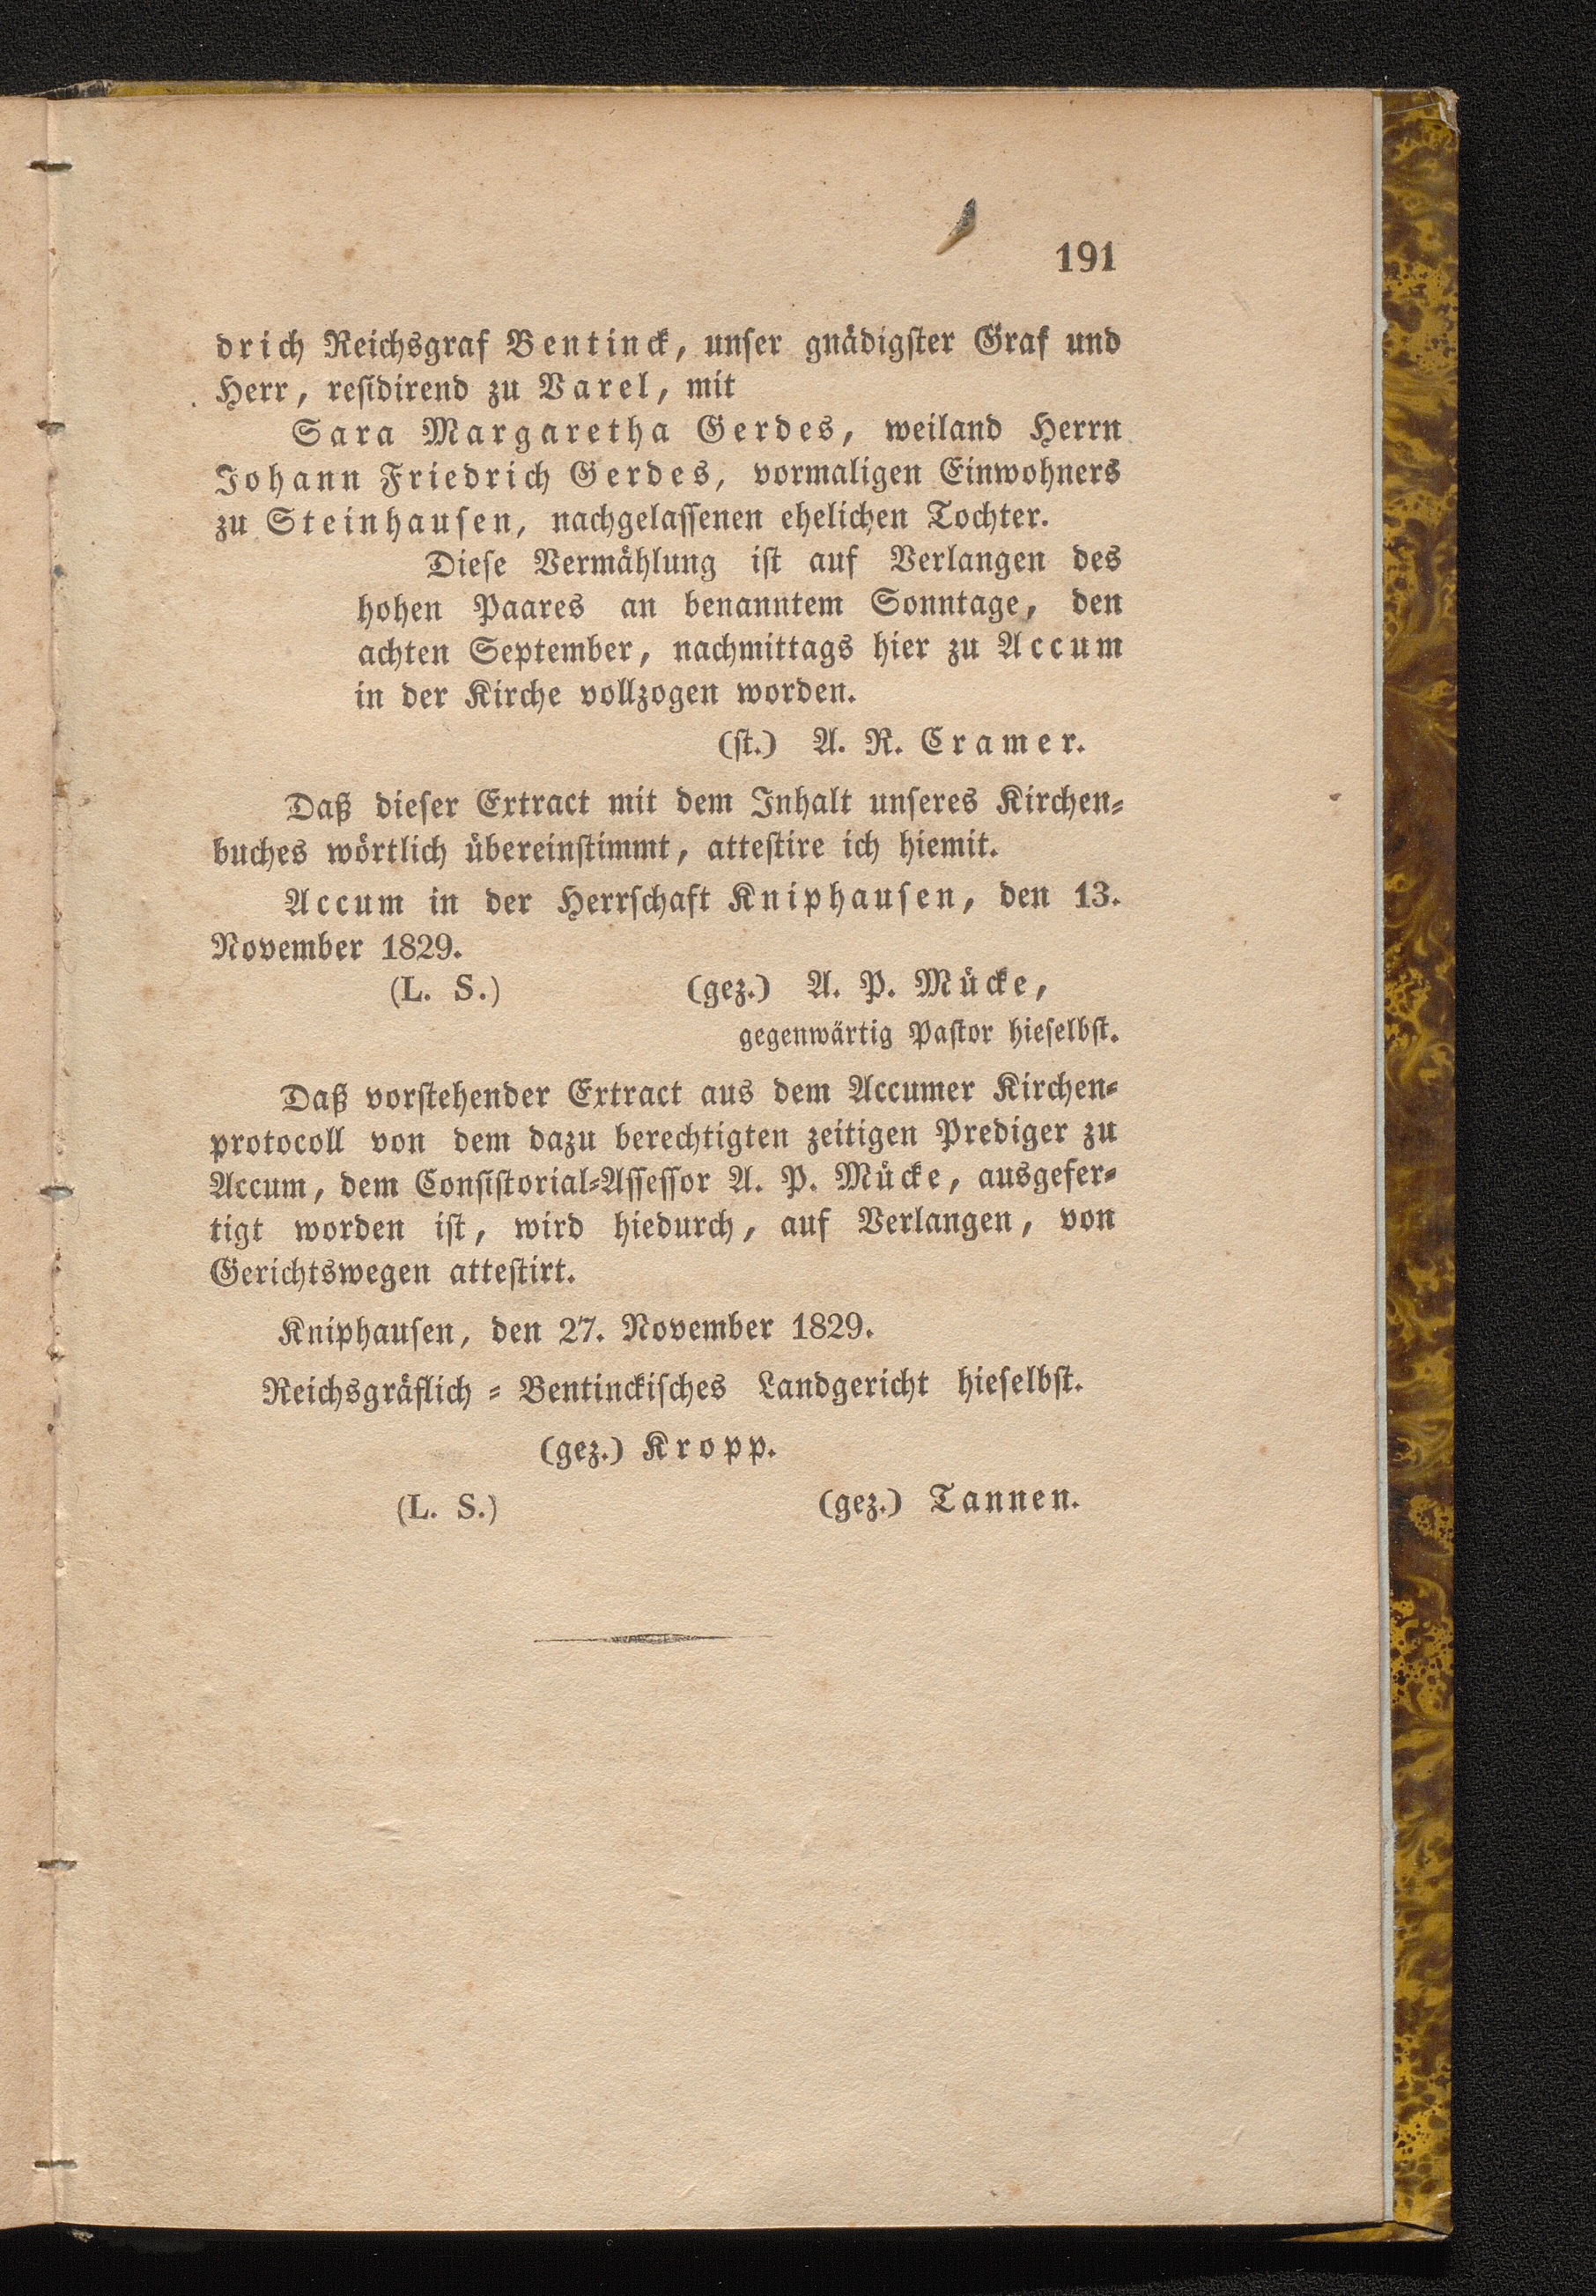 191
drich Reichsgraf Bentinck, unser gnädigster Graf und
Herr, residirend zu Varel, mit
Sara Margaretha Gerdes, weiland Herrn
Johann Friedrich Gerdes, vormaligen Einwohners
zu Steinhausen, nachgelassenen ehelichen Tochter.
Diese Vermählung ist auf Verlangen des
hohen Paares an benanntem Sonntage, den
achten September, nachmittags hier zu Accum
in der Kirche vollzogen worden.
(st.) A. R. Cramer.
Daß dieser Extract mit dem Inhalt unseres Kirchen-
buches wörtlich übereinstimmt, attestire ich hiemit.
Accum in der Herrschaft Kniphausen, den 13.
November 1829.
(L. S.) (gez.) A. P. Mücke,
gegenwärtig Pastor hieselbst.
Daß vorstehender Extract aus dem Accumer Kirchen-
protocoll von dem dazu berechtigten zeitigen Prediger zu
Accum, dem Consistorial-Assessor A. P. Mücke, ausgefer-
tigt worden ist, wird hiedurch, auf Verlangen, von
Gerichtswegen attestirt.
Kniphausen, den 27. November 1829.
Reichsgräflich - Bentinckisches Landgericht hieselbst.
(gez.) Kropp.
(L. S.) (gez.) Tannen.